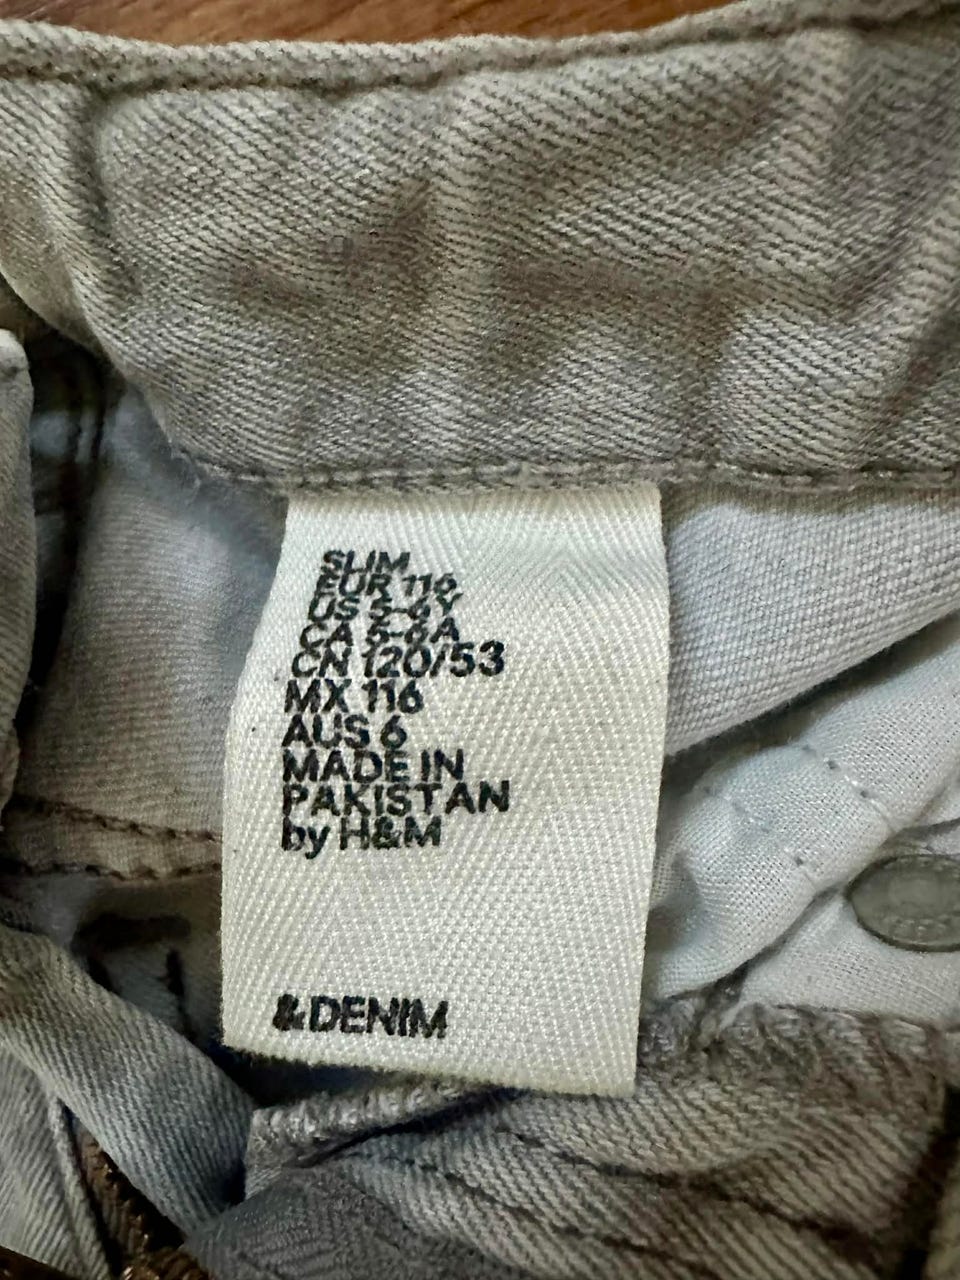 SLIM
EUR 116
US 5-6Y
CA 5-6A
CN 120/53
MX 116
AUS 6
MADE IN
PAKISTAN
by H&M
&DENIM